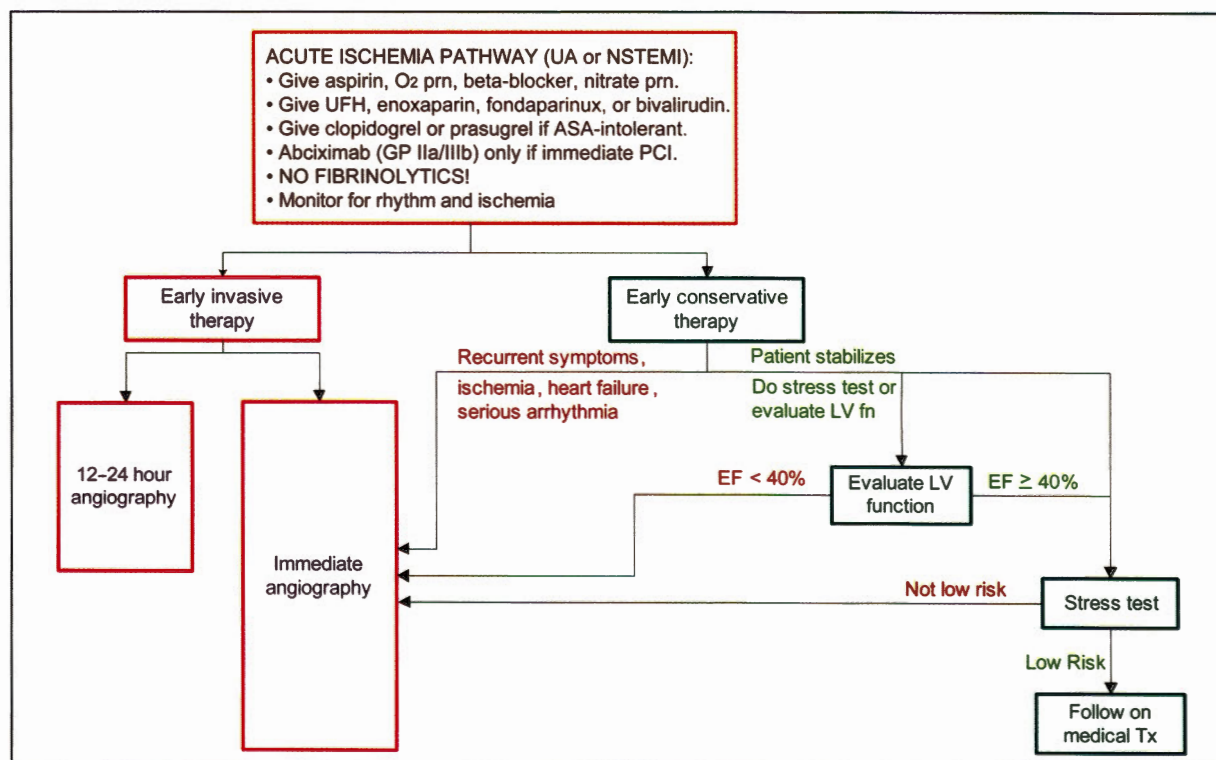 ACUTE ISCHEMIA PATHWAY (UA or NSTEMI):
• Give aspirin, O2 prn, beta-blocker, nitrate prn.
• Give UFH, enoxaparin, fondaparinux, or bivalirudin.
• Give clopidogrel or prasugrel if ASA-intolerant.
• Abciximab (GP IIa/IIIb) only if immediate PCI.
• NO FIBRINOLYTICS!
• Monitor for rhythm and ischemia
Early invasive
therapy
Early conservative
therapy
Recurrent symptoms,
ischemia, heart failure,
serious arrhythmia
Patient stabilizes
Do stress test or
evaluate LV fn
12–24 hour
angiography
EF < 40%
Evaluate LV
function
EF ≥ 40%
Immediate
angiography
Not low risk
Stress test
Low Risk
Follow on
medical Tx